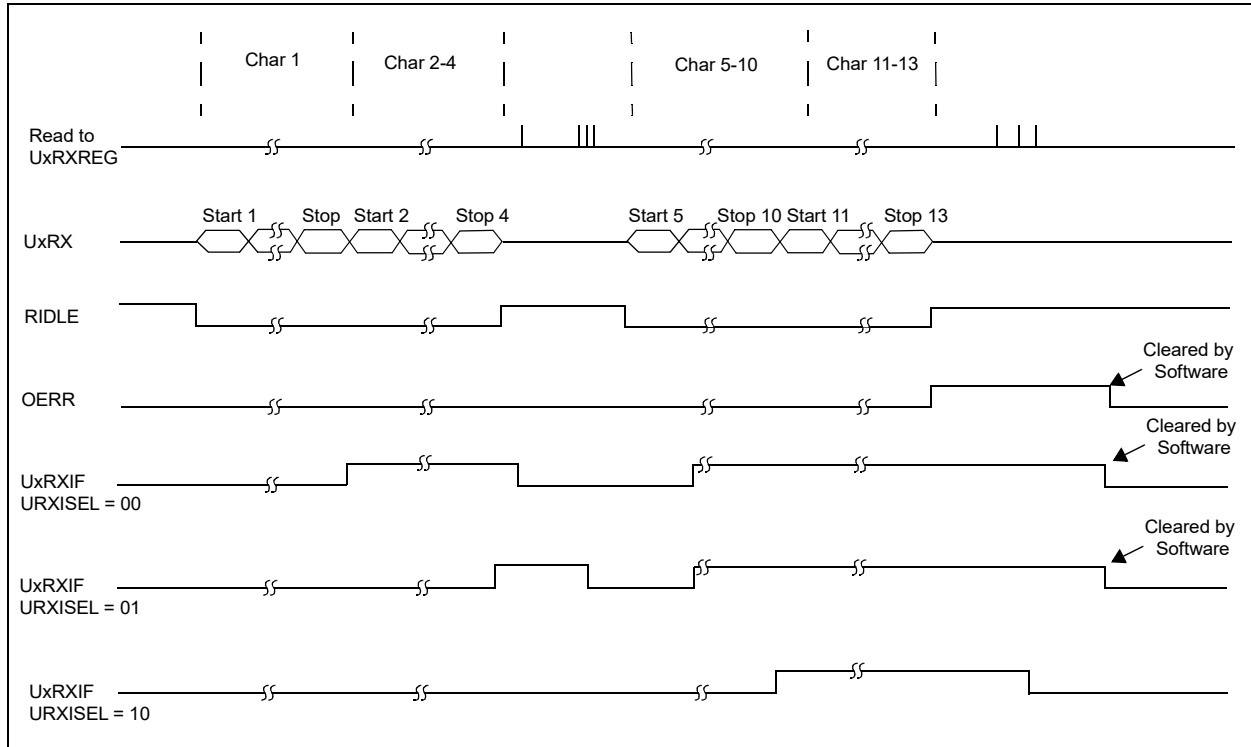 Char 1
Char 2-4
Char 5-10
Char 11-13
Read to
UxRXREG
Start 1
Stop
Start 2
Stop 4
Start 5
Stop 10
Start 11
Stop 13
UxRX
RIDLE
Cleared by
Software
OERR
Cleared by
Software
UxRXIF
URXISEL = 00
Cleared by
Software
UxRXIF
URXISEL = 01
UxRXIF
URXISEL = 10